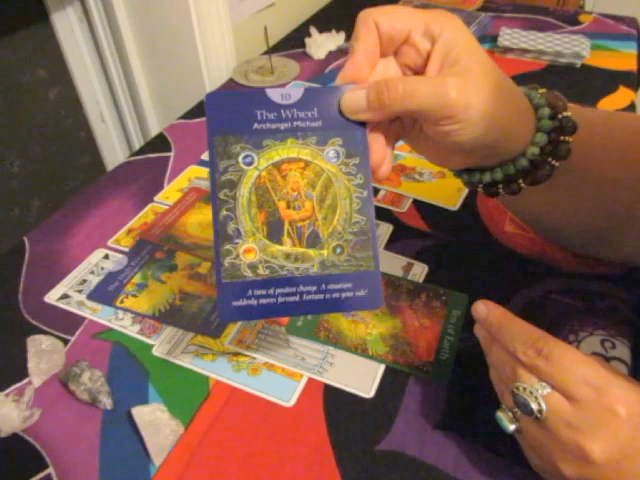 10
The Wheel
Archangel Michael
A time of positive change. A situation
suddenly moves forward. Fortune is on your side!
Ten of Earth